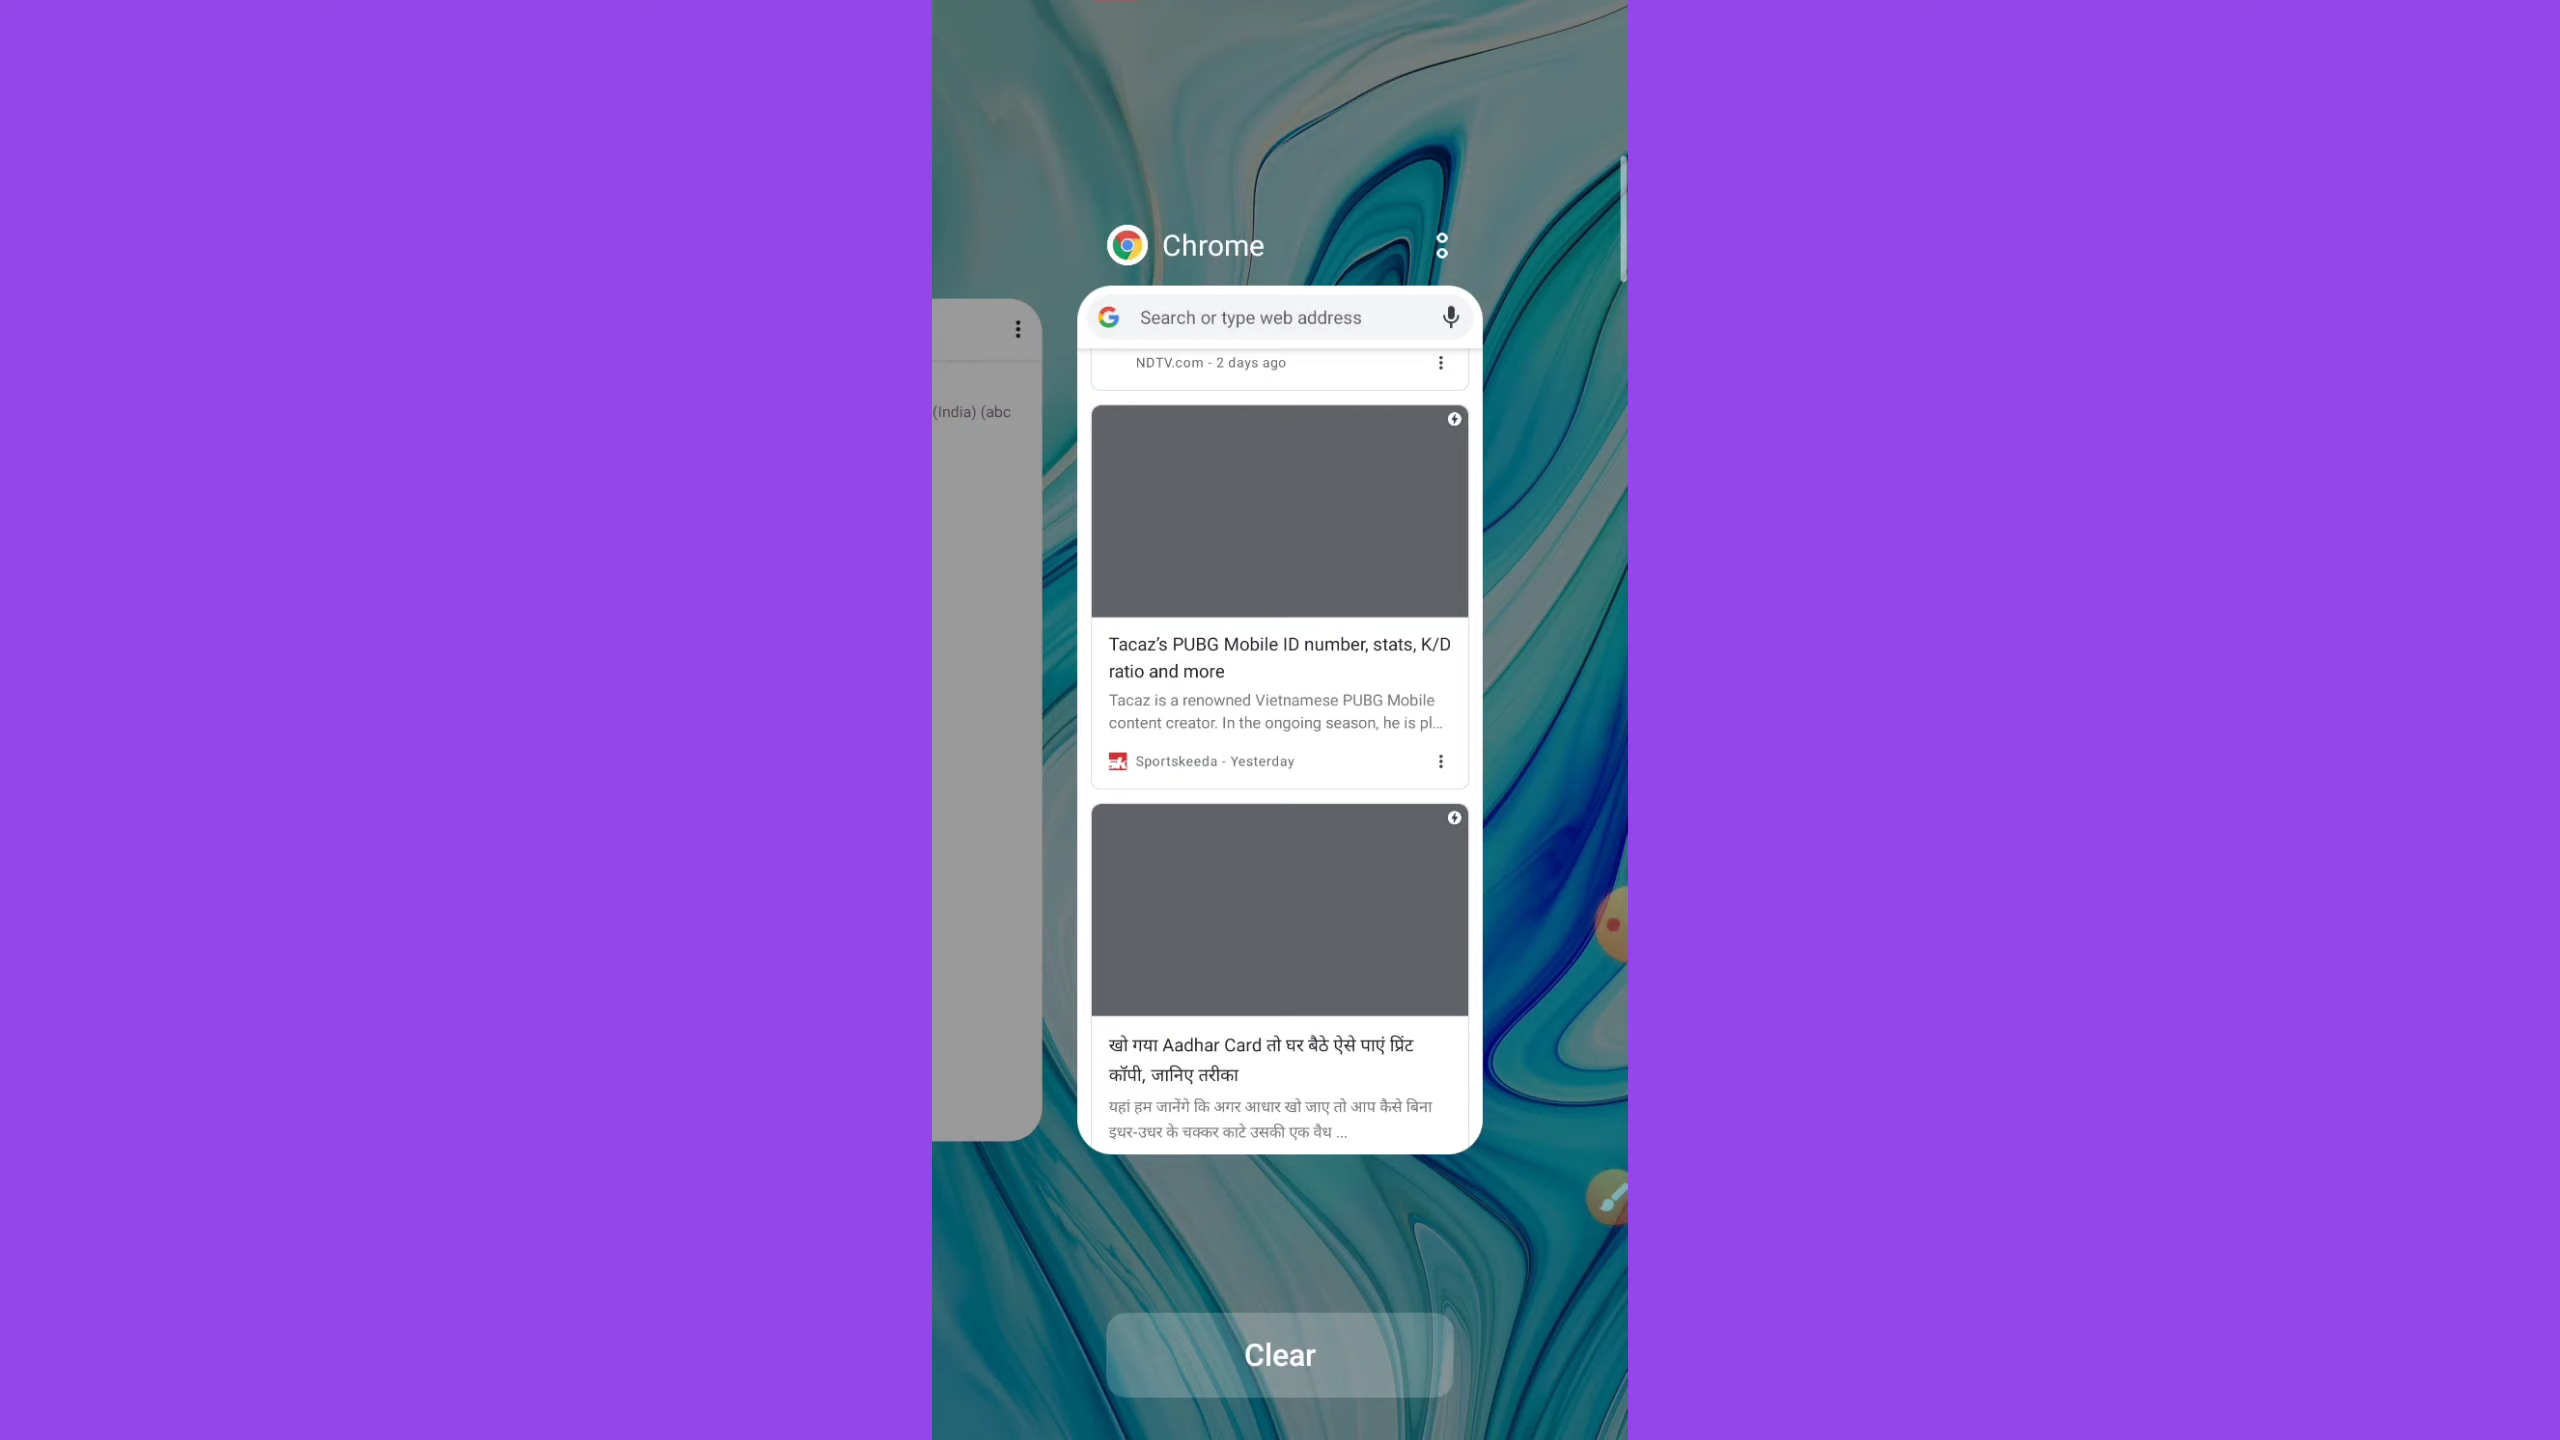 Chrome
Search or type web address
NDTV.com - 2 days ago
(India) (abc
Tacaz's PUBG Mobile ID number, stats, K/D
ratio and more
Tacaz is a renowned Vietnamese PUBG Mobile
content creator. In the ongoing season, he is pl...
Sportskeeda - Yesterday
खो गया Aadhar Card तो घर बैठे ऐसे पाएं प्रिंट
कॉपी, जानिए तरीका
यहां हम जानेंगे कि अगर आधार खो जाए तो आप कैसे बिना
इधर-उधर के चक्कर काटे उसकी एक वैध ...
Clear